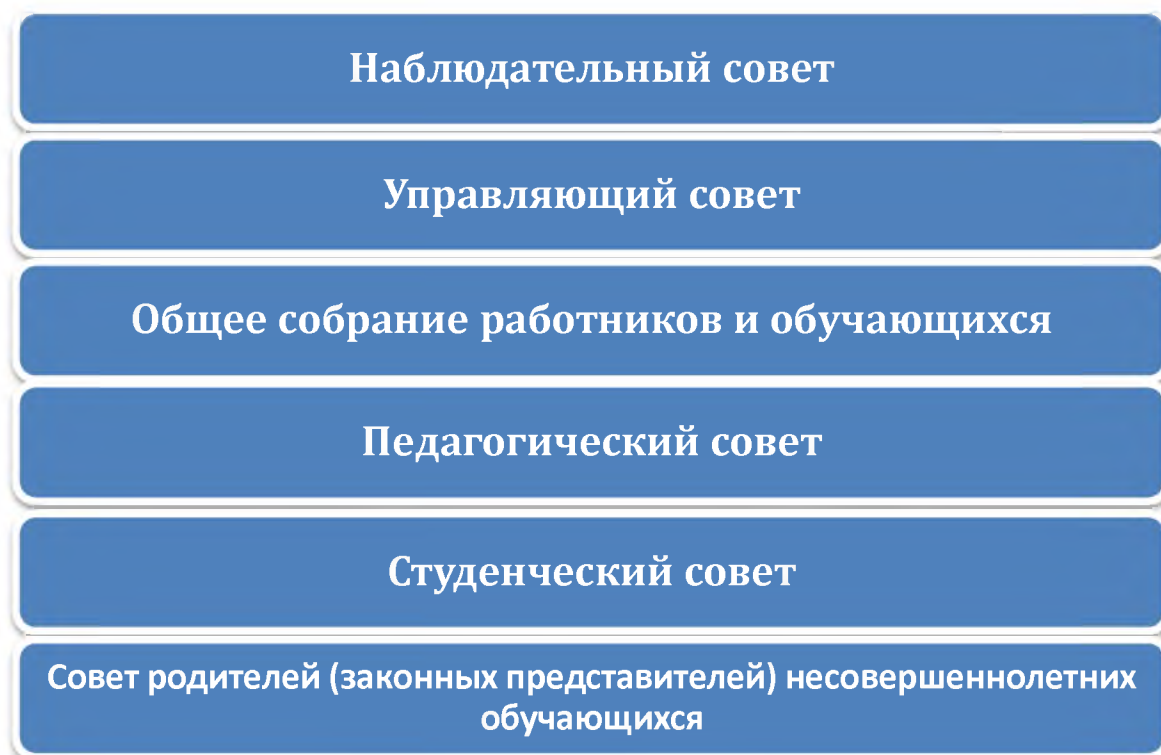 Наблюдательный совет
Управляющий совет
Общее собрание работников и обучающихся
Педагогический совет
Студенческий совет
Совет родителей (законных представителей) несовершеннолетних
обучающихся